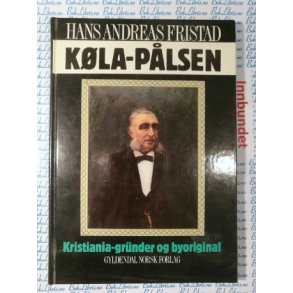 HANS ANDREAS FRISTAD
KØLA-PÅLSEN
Innbundet
Kristiania-gründer og byoriginal
GYLDENDAL NORSK FORLAG